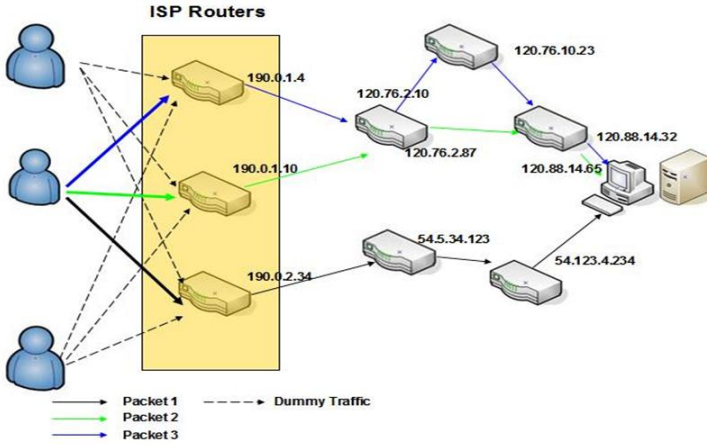 ISP Routers
120.76.10.23
190.0.1.4
120.76.2.10
120.88.14.32
120.76.2.87
190.0.1.10
120.88.14.65
54.5.34.123
54.123.4.234
190.0.2.34
Packet 1
Dummy Traffic
Packet 2
Packet 3